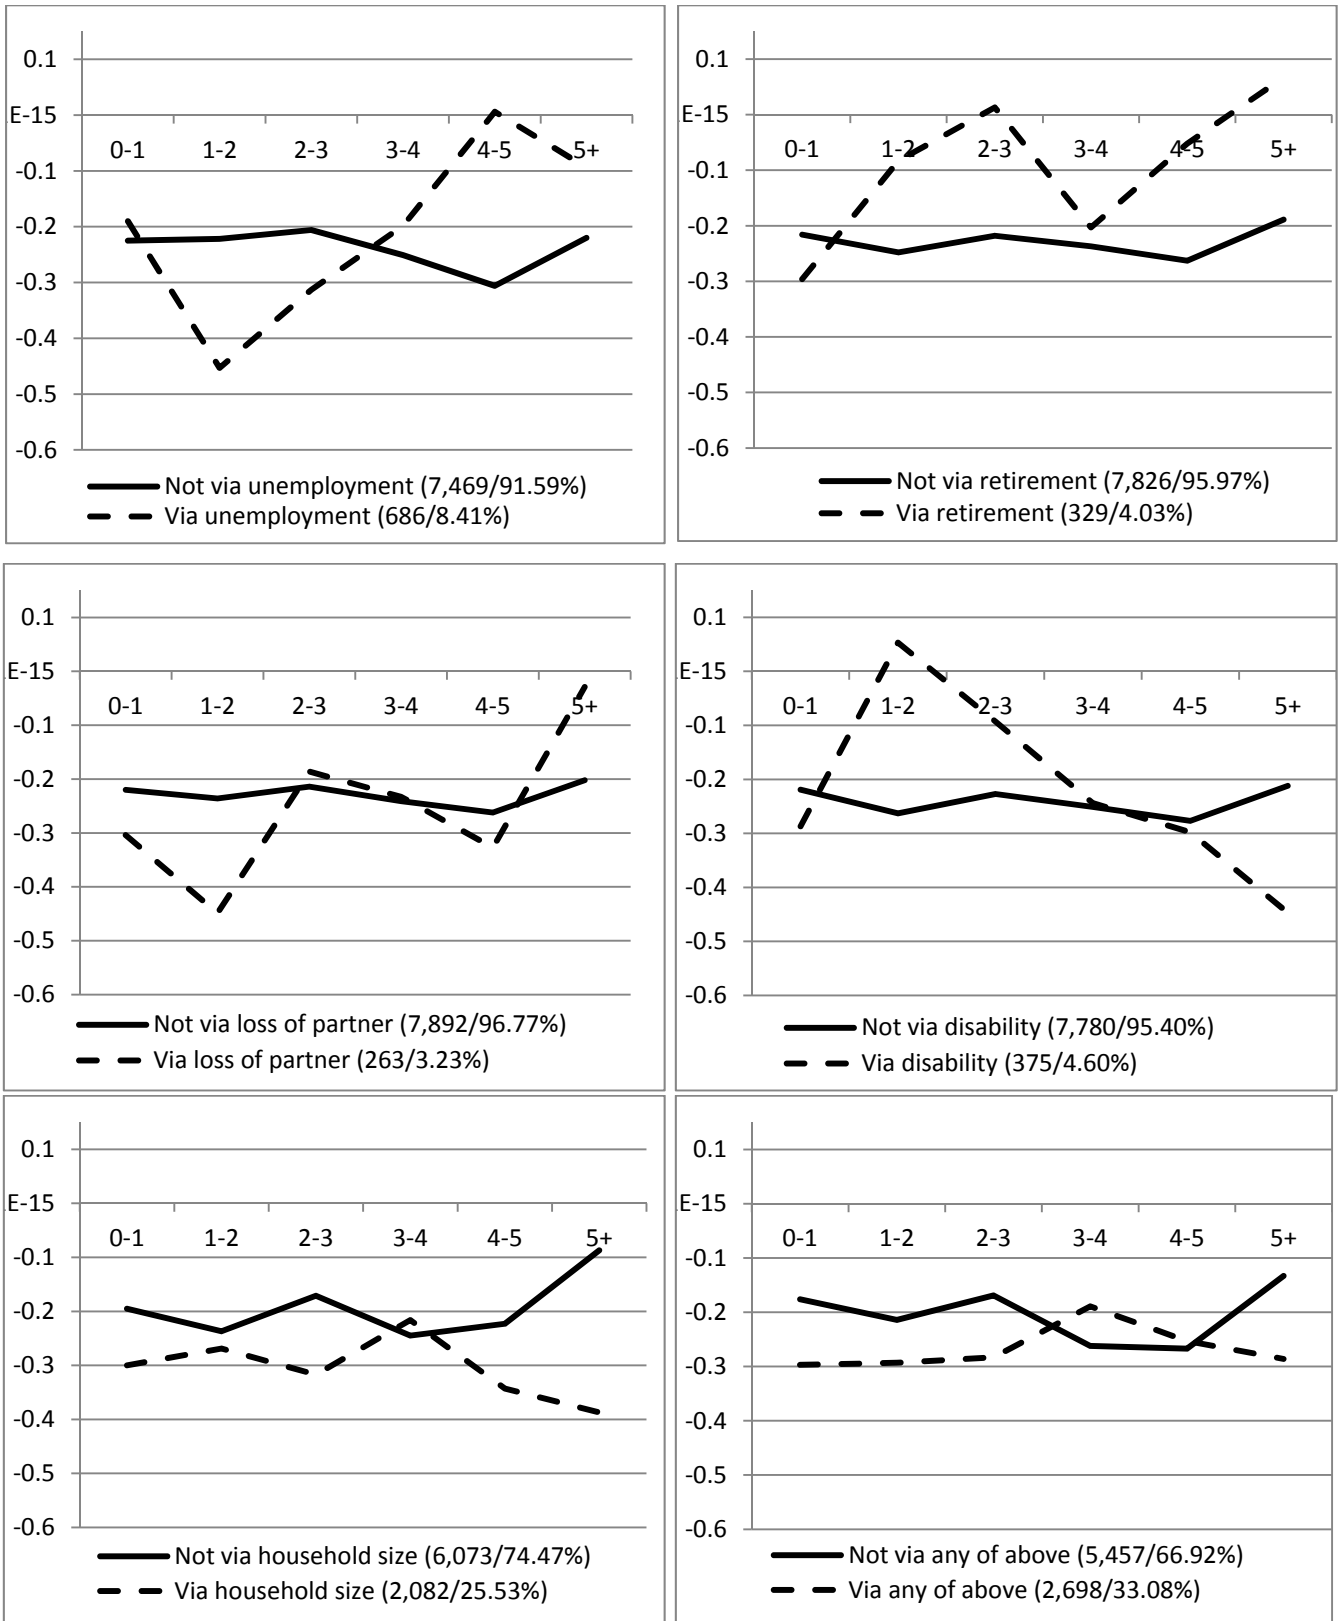 0.1
E-15
-0.1
-0.2
-0.3
-0.4
-0.5
-0.6
0-1 1-2 2-3 3-4 4-5 5+
Not via unemployment (7,469/91.59%)
Via unemployment (686/8.41%)
0.1
E-15
-0.1
-0.2
-0.3
-0.4
-0.5
-0.6
0-1 1-2 2-3 3-4 4-5 5+
Not via retirement (7,826/95.97%)
Via retirement (329/4.03%)
0.1
E-15
-0.1
-0.2
-0.3
-0.4
-0.5
-0.6
0-1 1-2 2-3 3-4 4-5 5+
Not via loss of partner (7,892/96.77%)
Via loss of partner (263/3.23%)
0.1
E-15
-0.1
-0.2
-0.3
-0.4
-0.5
-0.6
0-1 1-2 2-3 3-4 4-5 5+
Not via disability (7,780/95.40%)
Via disability (375/4.60%)
0.1
E-15
-0.1
-0.2
-0.3
-0.4
-0.5
-0.6
0-1 1-2 2-3 3-4 4-5 5+
Not via household size (6,073/74.47%)
Via household size (2,082/25.53%)
0.1
E-15
-0.1
-0.2
-0.3
-0.4
-0.5
-0.6
0-1 1-2 2-3 3-4 4-5 5+
Not via any of above (5,457/66.92%)
Via any of above (2,698/33.08%)